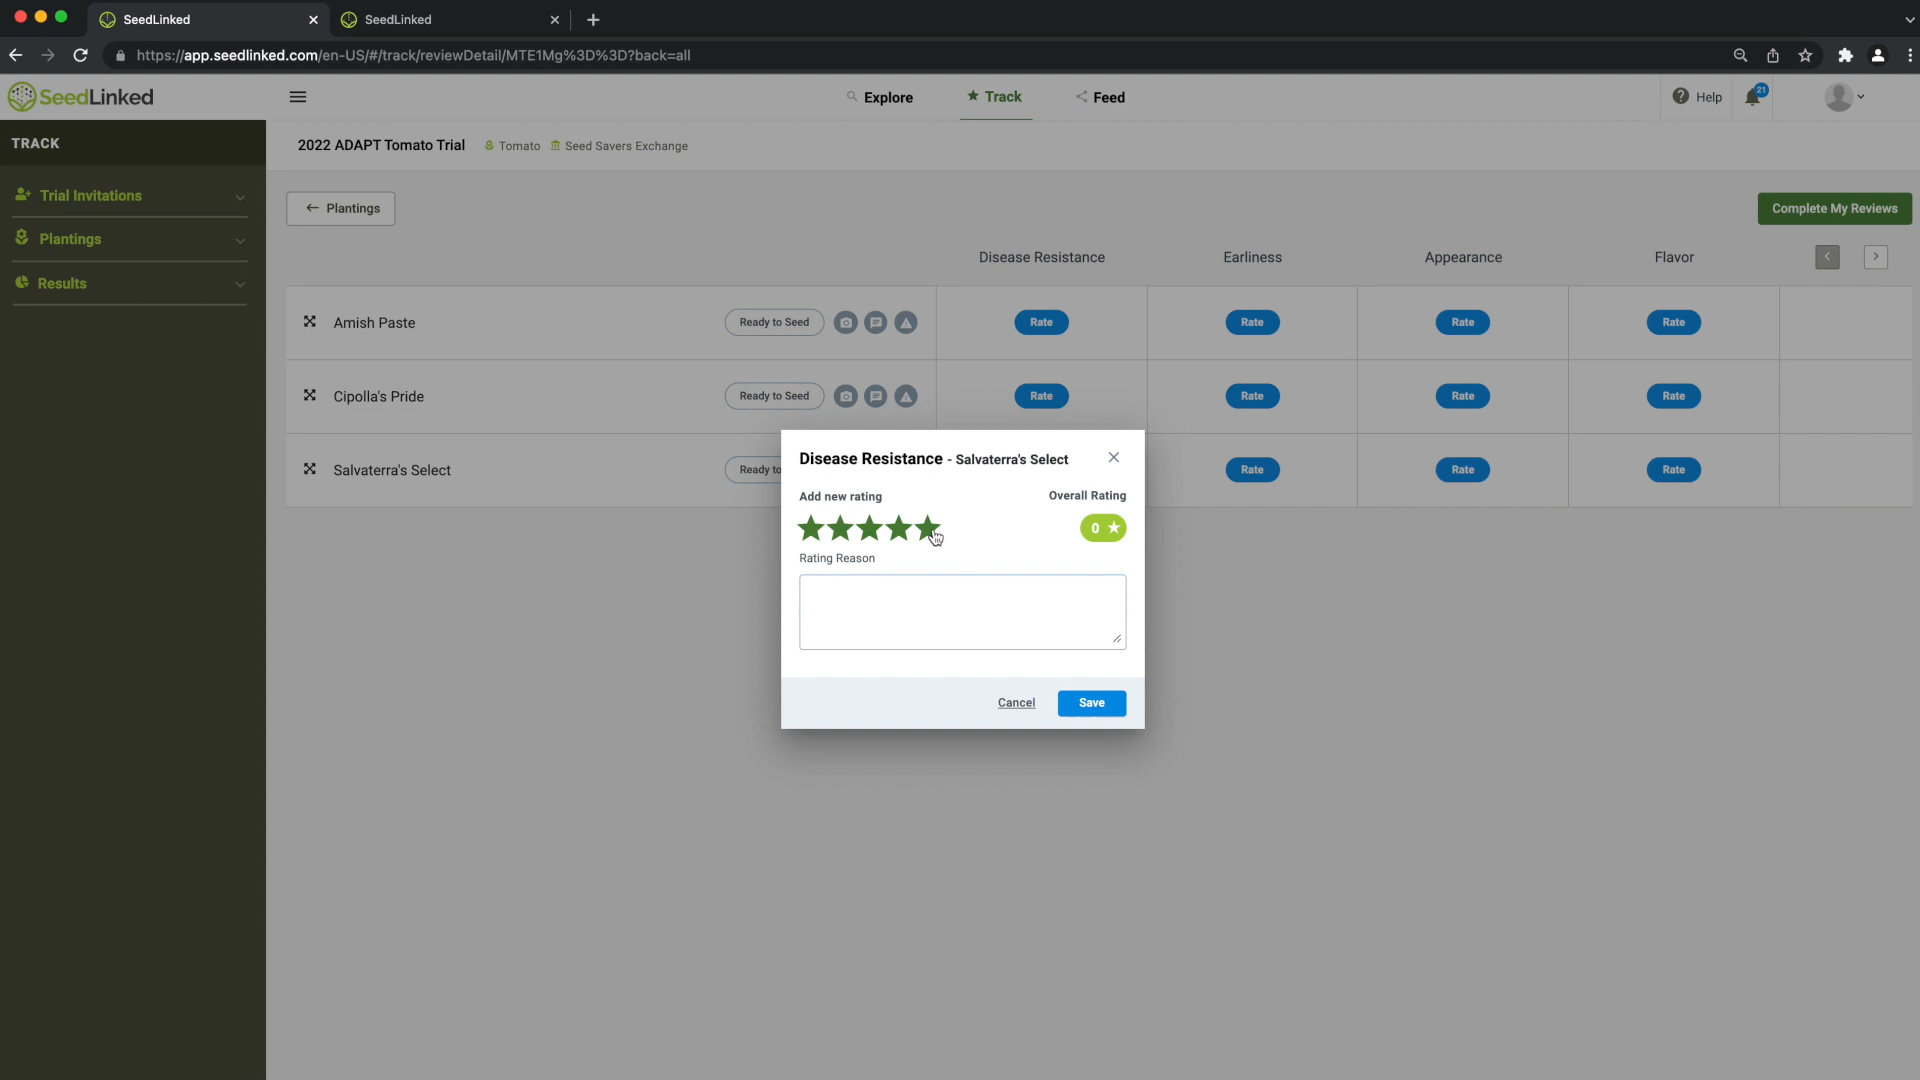 SeedLinked
SeedLinked
https://app.seedlinked.com/en-US/#/track/reviewDetail/MTE1Mg%3D%3D?back=all
SeedLinked
Explore
Track
Feed
Help
21
TRACK
2022 ADAPT Tomato Trial
Tomato
Seed Savers Exchange
Trial Invitations
Plantings
Results
Plantings
Complete My Reviews
Disease Resistance
Earliness
Appearance
Flavor
Amish Paste
Ready to Seed
Rate
Rate
Rate
Rate
Cipolla's Pride
Ready to Seed
Rate
Rate
Rate
Rate
Salvaterra's Select
Ready to
Rate
Rate
Rate
Disease Resistance - Salvaterra's Select
Add new rating
Overall Rating
0
Rating Reason
Cancel
Save